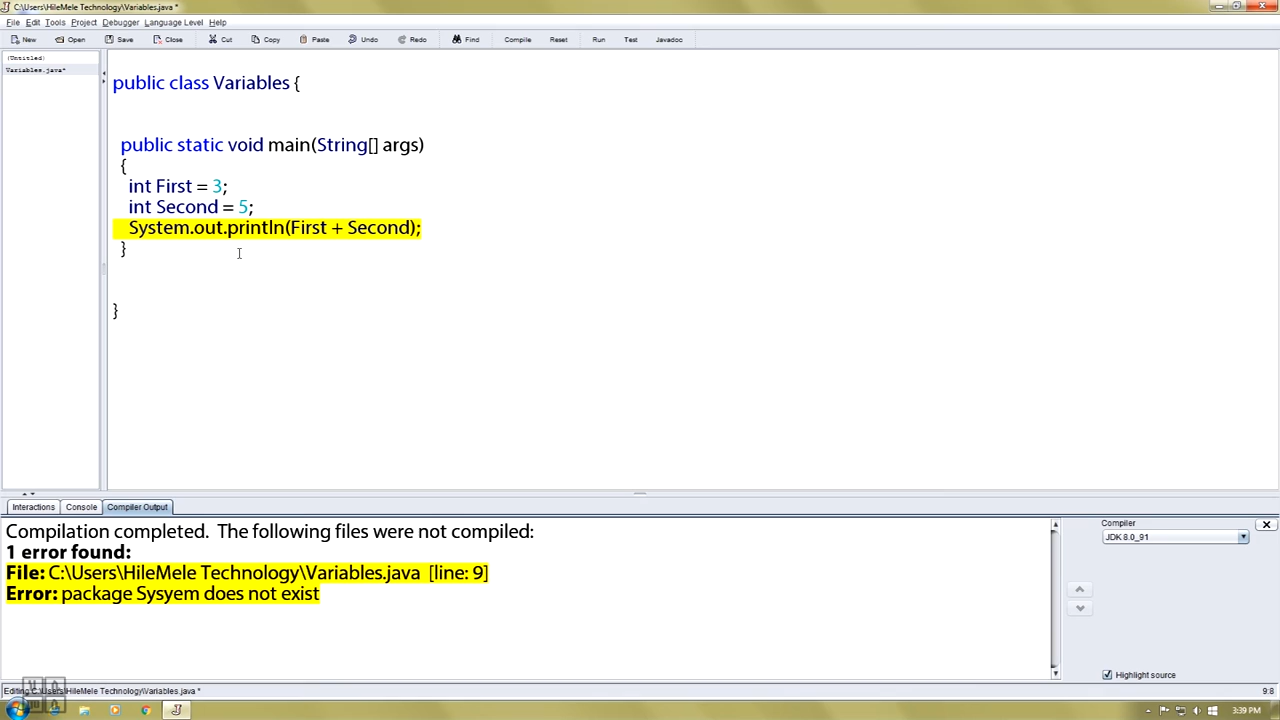 C:\Users\HileMele Technology\Variables.java *
File Edit Tools Project Debugger Language Level Help
New Open Save Close Cut Copy Paste Undo Redo Find Compile Reset Run Test Javadoc
(Untitled)
Variables.java*
public class Variables {
public static void main(String[] args)
{
int First = 3;
int Second = 5;
System.out.println(First + Second);
}
}
Interactions Console Compiler Output
Compilation completed. The following files were not compiled:
1 error found:
File: C:\Users\HileMele Technology\Variables.java [line: 9]
Error: package Sysyem does not exist
Compiler
JDK 8.0_91
Highlight source
Editing C:\Users\HileMele Technology\Variables.java *
9:8
3:39 PM